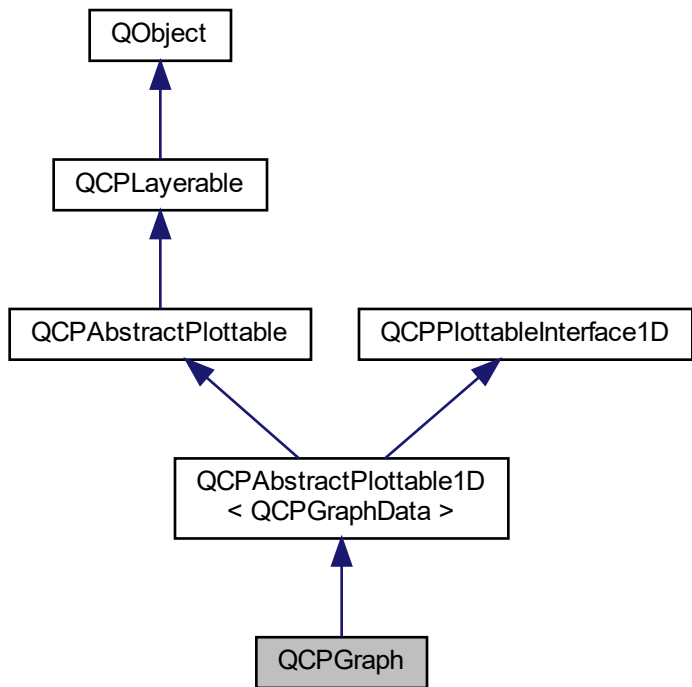 QObject
QCPLayerable
QCPAbstractPlottable
QCPPlottableInterface1D
QCPAbstractPlottable1D
< QCPGraphData >
QCPGraph